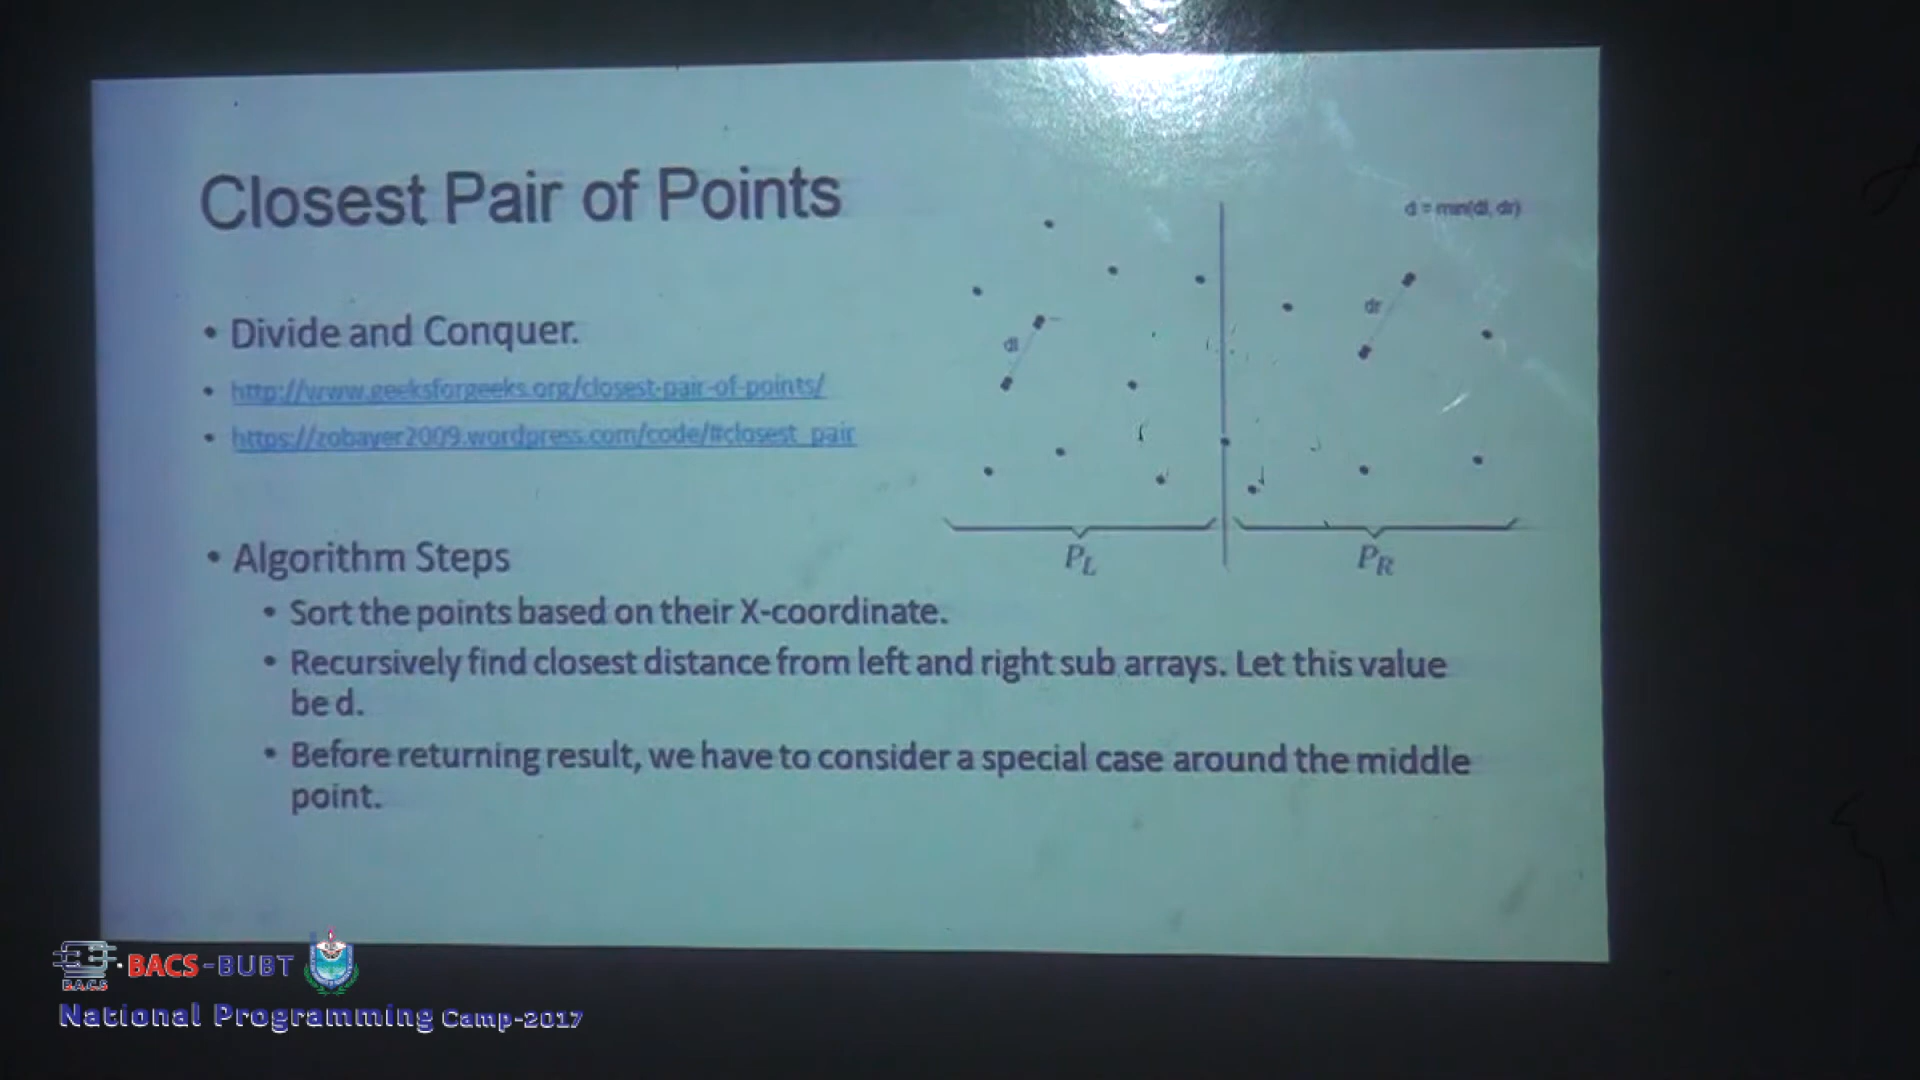 Closest Pair of Points
• Divide and Conquer.
• http://www.geeksforgeeks.org/closest-pair-of-points/
• https://zobayer2009.wordpress.com/code/#closest_pair
d = min(dl, dr)
dl
dr
PL
PR
• Algorithm Steps
• Sort the points based on their X-coordinate.
• Recursively find closest distance from left and right sub arrays. Let this value
be d.
• Before returning result, we have to consider a special case around the middle
point.
B.A.C.S
BACS-BUBT
National Programming Camp-2017